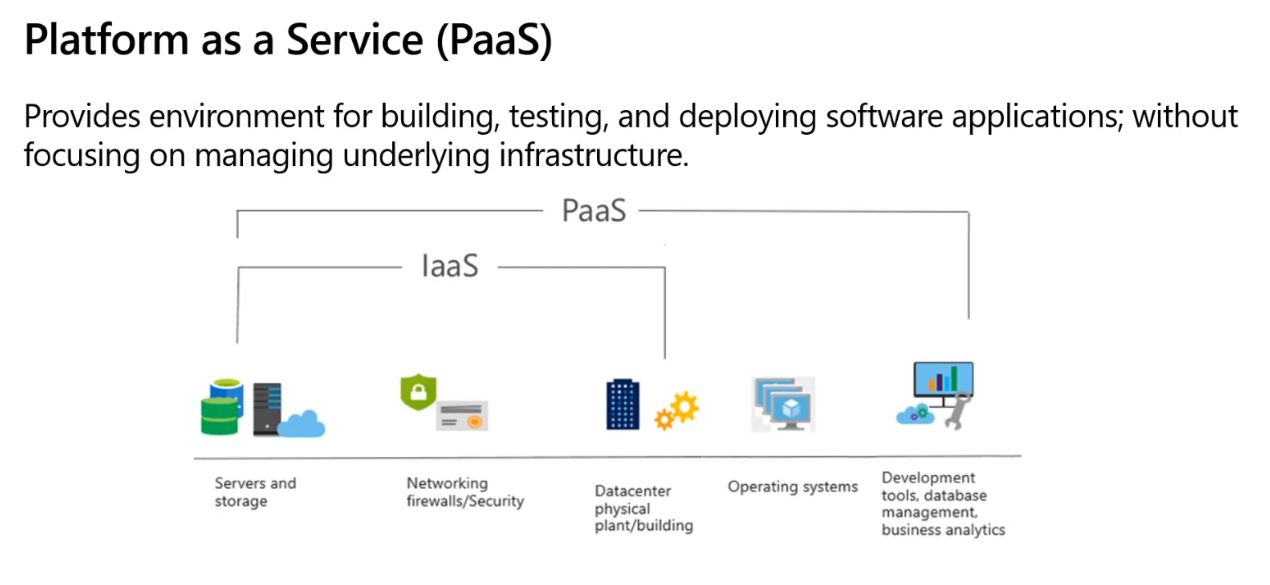 Platform as a Service (PaaS)
Provides environment for building, testing, and deploying software applications; without
focusing on managing underlying infrastructure.
PaaS
IaaS
Servers and
storage
Networking
firewalls/Security
Datacenter
physical
plant/building
Operating systems
Development
tools, database
management,
business analytics